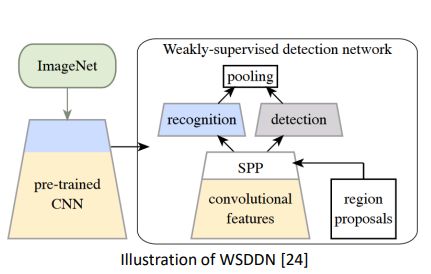 Weakly-supervised detection network
ImageNet
pooling
recognition
detection
SPP
pre-trained
CNN
convolutional
features
region
proposals
Illustration of WSDDN [24]